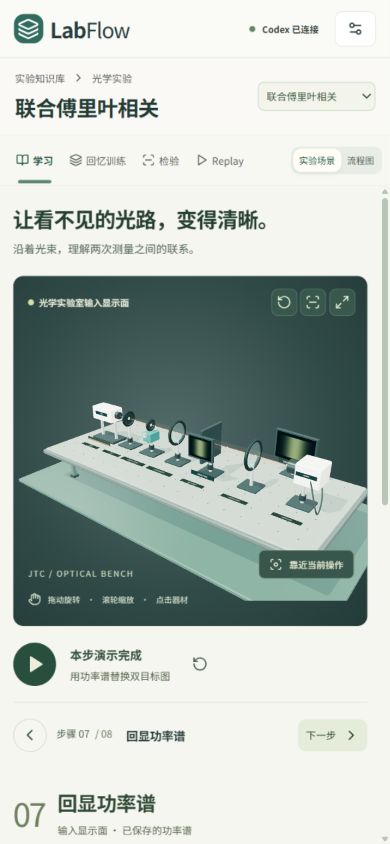 LabFlow
Codex 已连接
实验知识库 > 光学实验
联合傅里叶相关
联合傅里叶相关
学习
回忆训练
检验
Replay
实验场景
流程图
让看不见的光路，变得清晰。
沿着光束，理解两次测量之间的联系。
光学实验室输入显示面
JTC / OPTICAL BENCH
靠近当前操作
拖动旋转 · 滚轮缩放 · 点击器材
本步演示完成
用功率谱替换双目标图
步骤 07 / 08
回显功率谱
下一步
07
回显功率谱
输入显示面 · 已保存的功率谱